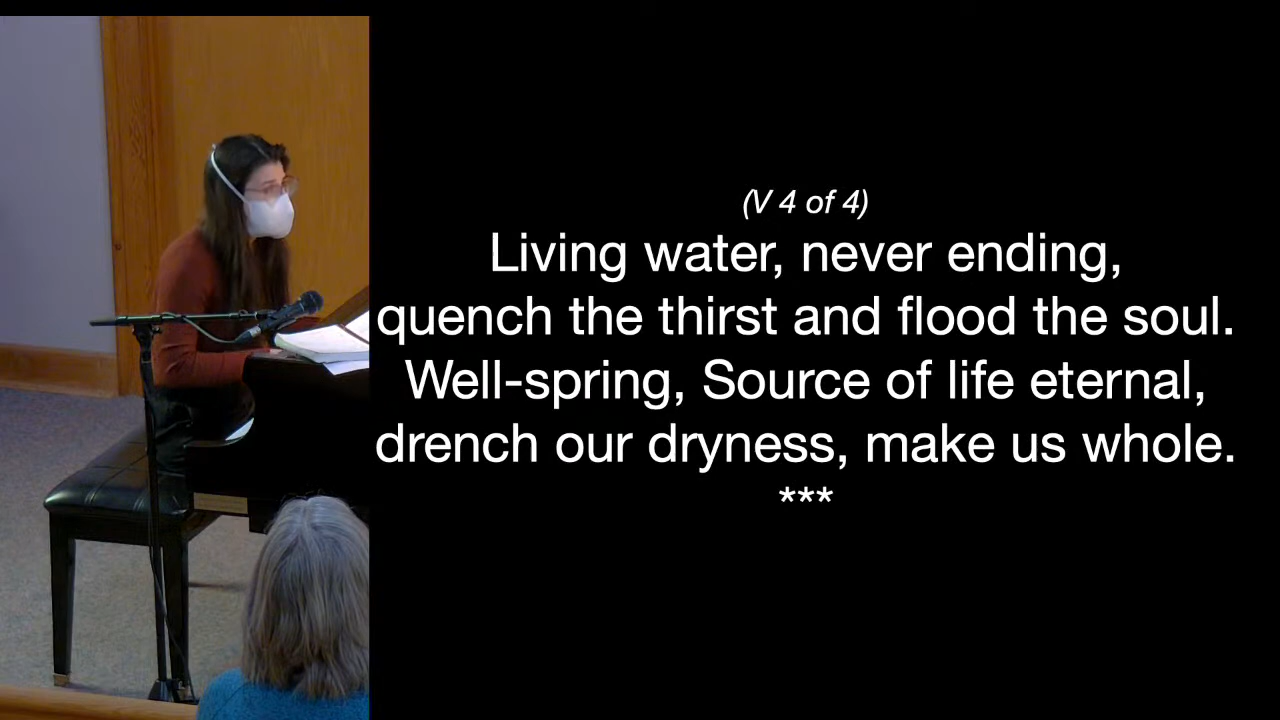 (V 4 of 4)
Living water, never ending,
quench the thirst and flood the soul.
Well-spring, Source of life eternal,
drench our dryness, make us whole.
***